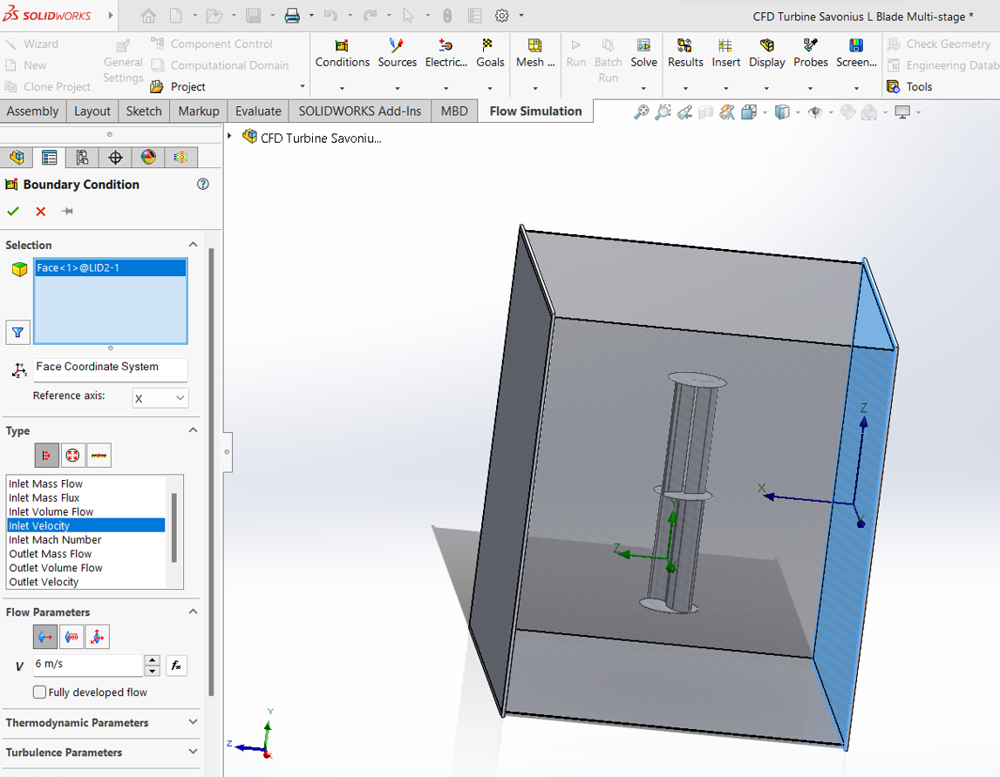 SOLIDWORKS
CFD Turbine Savonius L Blade Multi-stage *
Wizard
New
Clone Project
General Settings
Component Control
Computational Domain
Project
Conditions
Sources
Electric...
Goals
Mesh ...
Run
Batch Run
Solve
Results
Insert
Display
Probes
Screen...
Check Geometry
Engineering Datab
Tools
Assembly
Layout
Sketch
Markup
Evaluate
SOLIDWORKS Add-Ins
MBD
Flow Simulation
CFD Turbine Savoniu...
Boundary Condition
Selection
Face<1>@LID2-1
Face Coordinate System
Reference axis:
X
Type
Inlet Mass Flow
Inlet Mass Flux
Inlet Volume Flow
Inlet Velocity
Inlet Mach Number
Outlet Mass Flow
Outlet Volume Flow
Outlet Velocity
Flow Parameters
V
6 m/s
fx
Fully developed flow
Thermodynamic Parameters
Turbulence Parameters
Z
X
Y
Y
Z
Y
Z